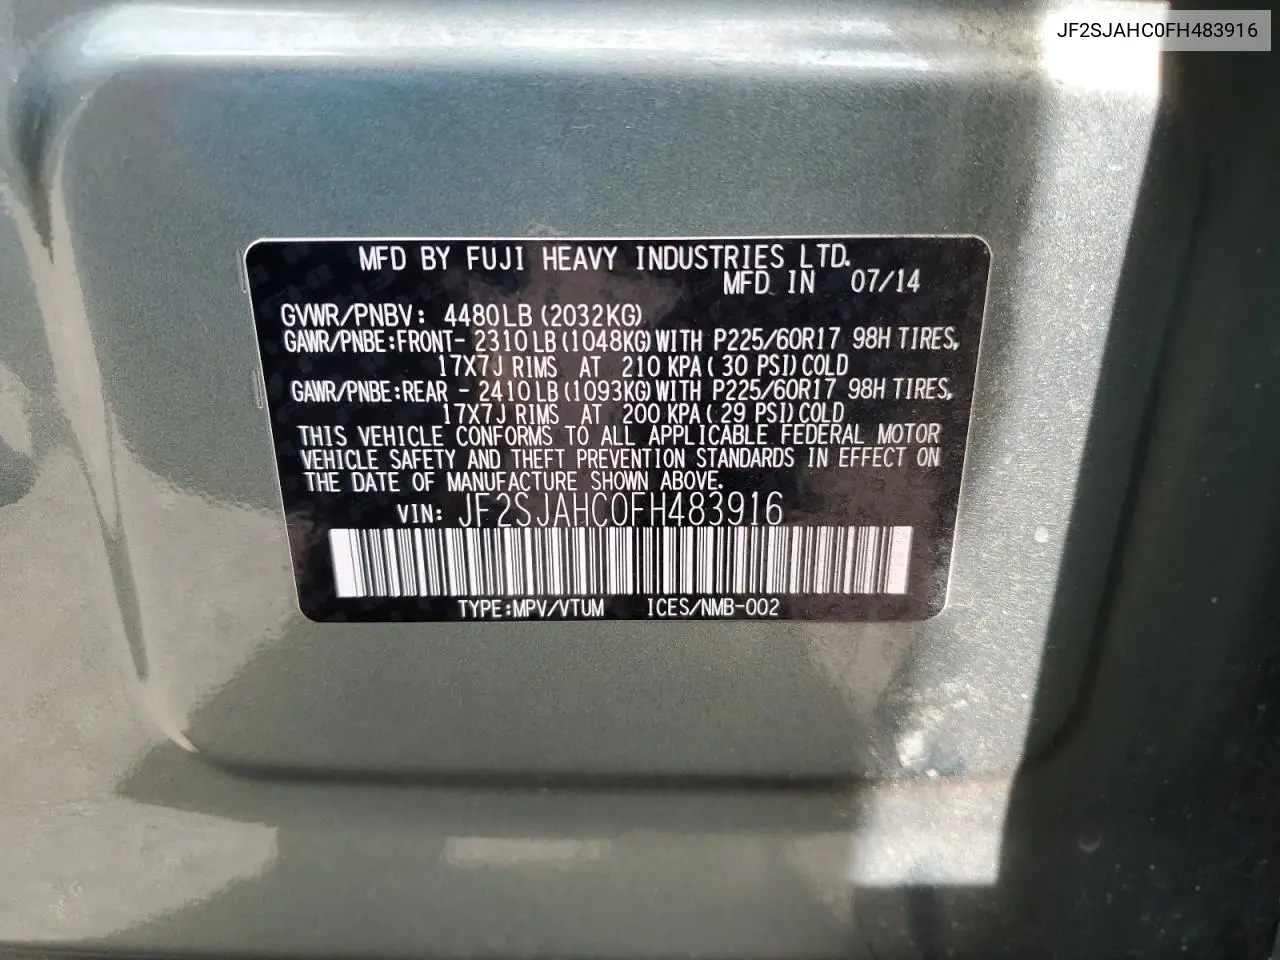 JF2SJAHC0FH483916
MFD BY FUJI HEAVY INDUSTRIES LTD.
MFD IN 07/14
GVWR/PNBV: 4480LB(2032KG)
GAWR/PNBE:FRONT- 2310LB(1048KG)WITH P225/60R17 98H TIRES,
17X7J RIMS AT 210 KPA( 30 PSI)COLD
GAWR/PNBE:REAR - 2410LB(1093KG)WITH P225/60R17 98H TIRES,
17X7J RIMS AT 200 KPA( 29 PSI)COLD
THIS VEHICLE CONFORMS TO ALL APPLICABLE FEDERAL MOTOR
VEHICLE SAFETY AND THEFT PREVENTION STANDARDS IN EFFECT ON
THE DATE OF MANUFACTURE SHOWN ABOVE.
VIN: JF2SJAHC0FH483916
TYPE:MPV/VTUM ICES/NMB-002